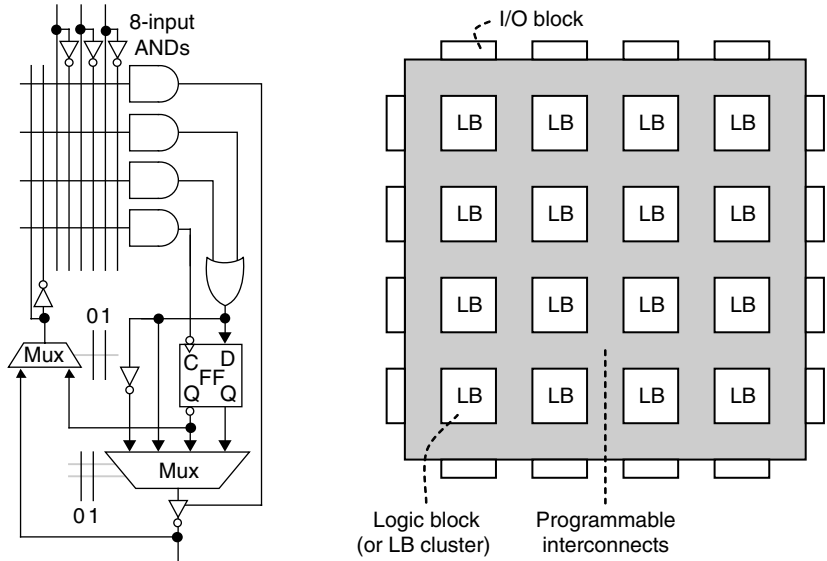 8-input
ANDs
0 1
Mux
C D
FF
Q Q
Mux
0 1
I/O block
LB LB LB LB
LB LB LB LB
LB LB LB LB
LB LB LB LB
Logic block
(or LB cluster)
Programmable
interconnects